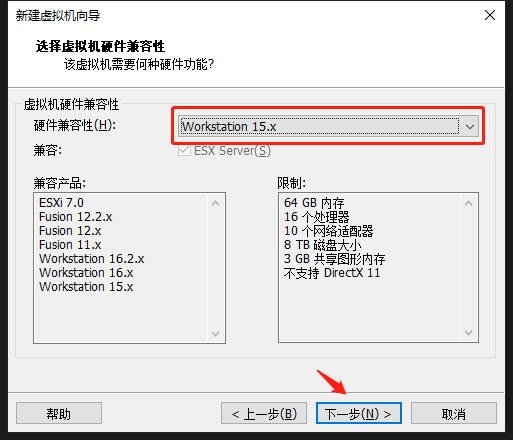 新建虚拟机向导
选择虚拟机硬件兼容性
该虚拟机需要何种硬件功能?
虚拟机硬件兼容性
硬件兼容性(H):
Workstation 15.x
兼容:
ESX Server(S)
兼容产品:
ESXi 7.0
Fusion 12.2.x
Fusion 12.x
Fusion 11.x
Workstation 16.2.x
Workstation 16.x
Workstation 15.x
限制:
64 GB 内存
16 个处理器
10 个网络适配器
8 TB 磁盘大小
3 GB 共享图形内存
不支持 DirectX 11
帮助
< 上一步(B)
下一步(N) >
取消